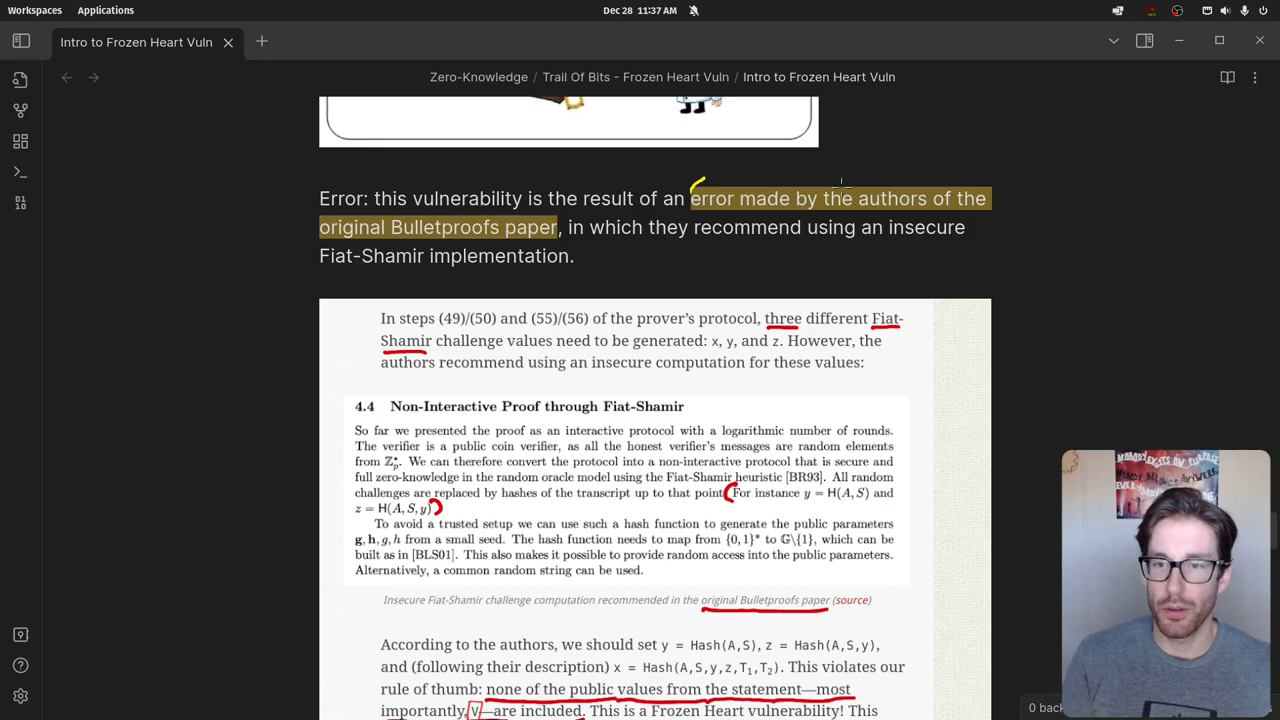 Workspaces Applications Dec 28 11:37 AM
Intro to Frozen Heart Vuln
Zero-Knowledge / Trail Of Bits - Frozen Heart Vuln / Intro to Frozen Heart Vuln
Error: this vulnerability is the result of an error made by the authors of the
original Bulletproofs paper, in which they recommend using an insecure
Fiat-Shamir implementation.
In steps (49)/(50) and (55)/(56) of the prover's protocol, three different Fiat-
Shamir challenge values need to be generated: x, y, and z. However, the
authors recommend using an insecure computation for these values:
4.4 Non-Interactive Proof through Fiat-Shamir
So far we presented the proof as an interactive protocol with a logarithmic number of rounds.
The verifier is a public coin verifier, as all the honest verifier's messages are random elements
from ℤ*p. We can therefore convert the protocol into a non-interactive protocol that is secure and
full zero-knowledge in the random oracle model using the Fiat-Shamir heuristic [BR93]. All random
challenges are replaced by hashes of the transcript up to that point. For instance y = H(A, S) and
z = H(A, S, y)
To avoid a trusted setup we can use such a hash function to generate the public parameters
g, h, g, h from a small seed. The hash function needs to map from {0, 1}* to 𝔾\{1}, which can be
built as in [BLS01]. This also makes it possible to provide random access into the public parameters.
Alternatively, a common random string can be used.
Insecure Fiat-Shamir challenge computation recommended in the original Bulletproofs paper (source)
According to the authors, we should set y = Hash(A,S), z = Hash(A,S,y),
and (following their description) x = Hash(A,S,y,z,T₁,T₂). This violates our
rule of thumb: none of the public values from the statement—most
importantly, V—are included. This is a Frozen Heart vulnerability! This
0 back